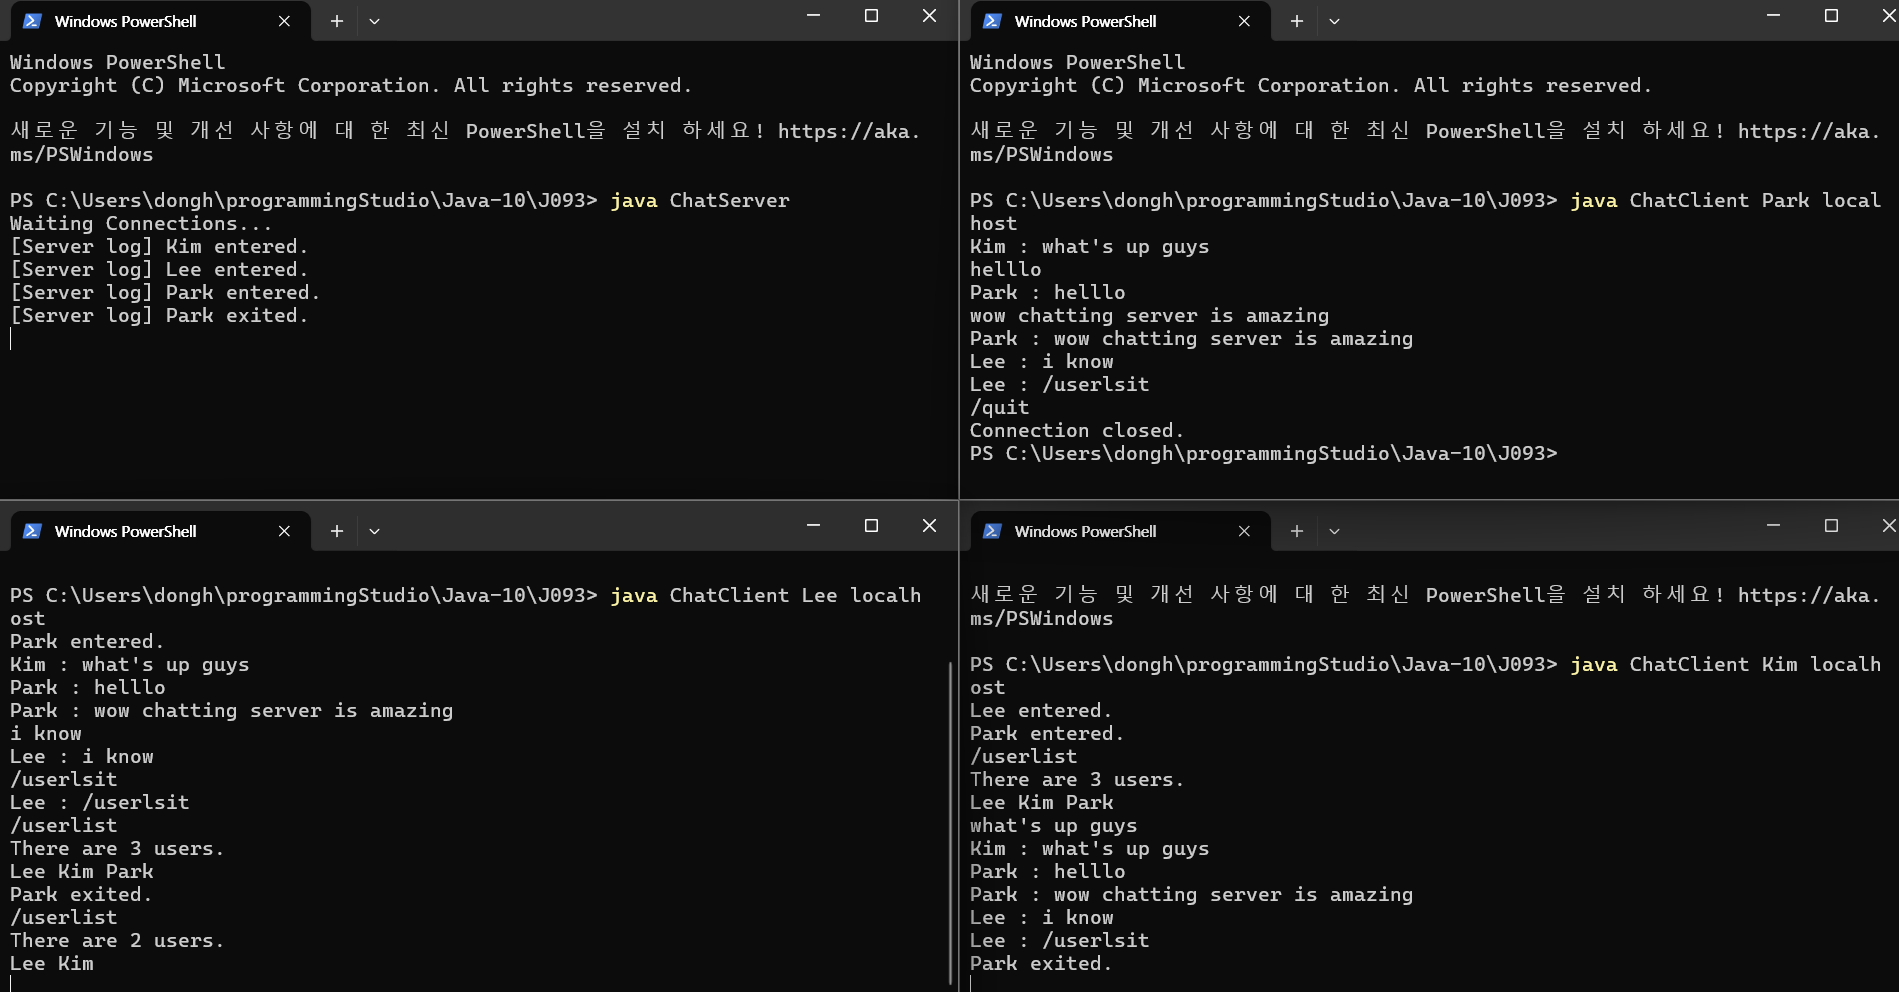 Windows PowerShell
Windows PowerShell
Copyright (C) Microsoft Corporation. All rights reserved.
새로운 기능 및 개선 사항에 대 한 최신 PowerShell을 설치 하세요! https://aka.
ms/PSWindows
PS C:\Users\dongh\programmingStudio\Java-10\J093> java ChatServer
Waiting Connections...
[Server log] Kim entered.
[Server log] Lee entered.
[Server log] Park entered.
[Server log] Park exited.
Windows PowerShell
Windows PowerShell
Copyright (C) Microsoft Corporation. All rights reserved.
새로운 기능 및 개선 사항에 대 한 최신 PowerShell을 설치 하세요! https://aka.
ms/PSWindows
PS C:\Users\dongh\programmingStudio\Java-10\J093> java ChatClient Park local
host
Kim : what's up guys
helllo
Park : helllo
wow chatting server is amazing
Park : wow chatting server is amazing
Lee : i know
Lee : /userlsit
/quit
Connection closed.
PS C:\Users\dongh\programmingStudio\Java-10\J093>
Windows PowerShell
PS C:\Users\dongh\programmingStudio\Java-10\J093> java ChatClient Lee localh
ost
Park entered.
Kim : what's up guys
Park : helllo
Park : wow chatting server is amazing
i know
Lee : i know
/userlsit
Lee : /userlsit
/userlist
There are 3 users.
Lee Kim Park
Park exited.
/userlist
There are 2 users.
Lee Kim
Windows PowerShell
새로운 기능 및 개선 사항에 대 한 최신 PowerShell을 설치 하세요! https://aka.
ms/PSWindows
PS C:\Users\dongh\programmingStudio\Java-10\J093> java ChatClient Kim localh
ost
Lee entered.
Park entered.
/userlist
There are 3 users.
Lee Kim Park
what's up guys
Kim : what's up guys
Park : helllo
Park : wow chatting server is amazing
Lee : i know
Lee : /userlsit
Park exited.